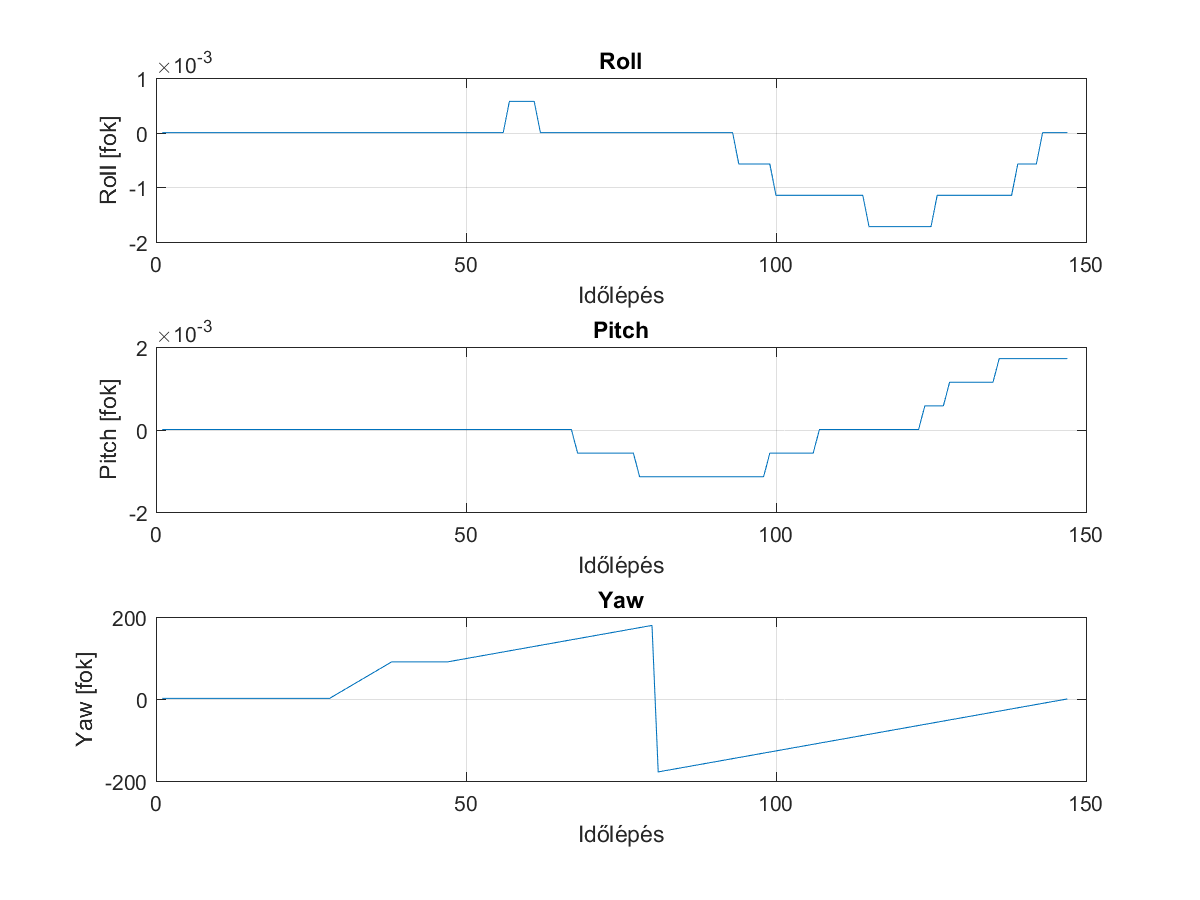 Roll
×10-3
1
0
-1
-2
Roll [fok]
0 50 100 150
Időlépés
Pitch
×10-3
2
0
-2
Pitch [fok]
0 50 100 150
Időlépés
Yaw
200
0
-200
Yaw [fok]
0 50 100 150
Időlépés